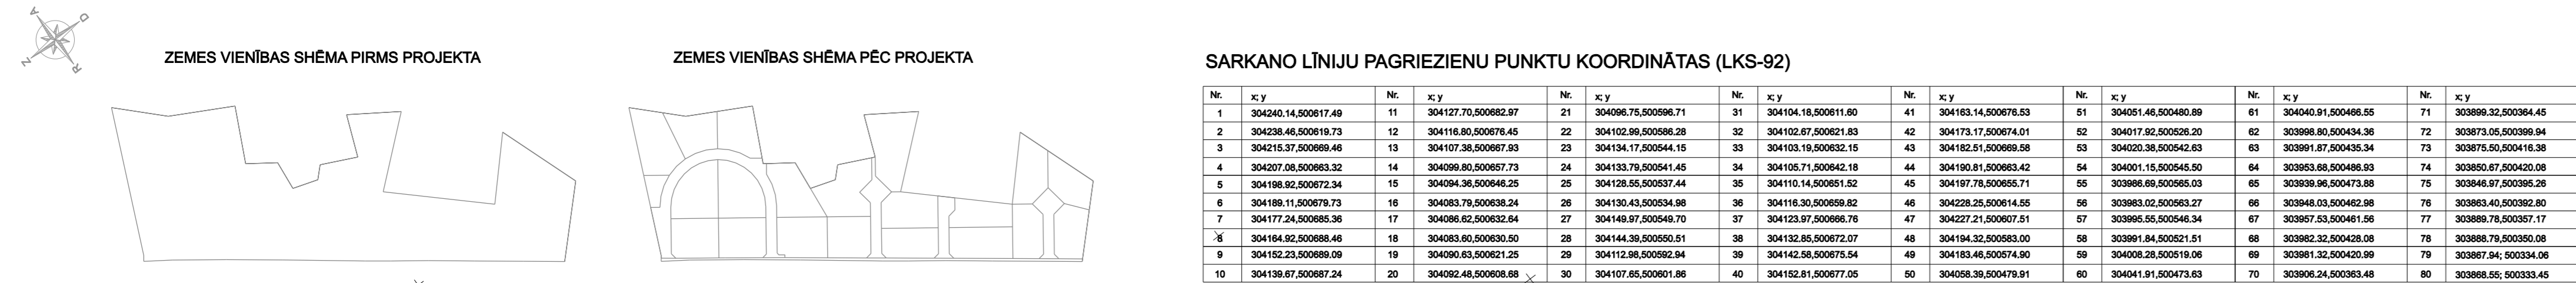 A
D
Z
R
ZEMES VIENĪBAS SHĒMA PIRMS PROJEKTA
ZEMES VIENĪBAS SHĒMA PĒC PROJEKTA
SARKANO LĪNIJU PAGRIEZIENU PUNKTU KOORDINĀTAS (LKS-92)
Nr. x; y Nr. x; y Nr. x; y Nr. x; y Nr. x; y Nr. x; y Nr. x; y Nr. x; y
1 304240.14,500617.49 11 304127.70,500682.97 21 304096.75,500596.71 31 304104.18,500611.60 41 304163.14,500676.53 51 304051.46,500480.89 61 304040.91,500466.55 71 303899.32,500364.45
2 304238.46,500619.73 12 304116.80,500676.45 22 304102.99,500586.28 32 304102.67,500621.83 42 304173.17,500674.01 52 304017.92,500526.20 62 303998.80,500434.36 72 303873.05,500399.94
3 304215.37,500669.46 13 304107.38,500667.93 23 304134.17,500544.15 33 304103.19,500632.15 43 304182.51,500669.58 53 304020.38,500542.63 63 303991.87,500435.34 73 303875.50,500416.38
4 304207.08,500663.32 14 304099.80,500657.73 24 304133.79,500541.45 34 304105.71,500642.18 44 304190.81,500663.42 54 304001.15,500545.50 64 303953.68,500486.93 74 303850.67,500420.08
5 304198.92,500672.34 15 304094.36,500646.25 25 304128.55,500537.44 35 304110.14,500651.52 45 304197.78,500655.71 55 303986.69,500565.03 65 303939.96,500473.88 75 303846.97,500395.26
6 304189.11,500679.73 16 304083.79,500638.24 26 304130.43,500534.98 36 304116.30,500659.82 46 304228.25,500614.55 56 303983.02,500563.27 66 303948.03,500462.98 76 303863.40,500392.80
7 304177.24,500685.36 17 304086.62,500632.64 27 304149.97,500549.70 37 304123.97,500666.76 47 304227.21,500607.51 57 303995.55,500546.34 67 303957.53,500461.56 77 303889.78,500357.17
8 304164.92,500688.46 18 304083.60,500630.50 28 304144.39,500550.51 38 304132.85,500672.07 48 304194.32,500583.00 58 303991.84,500521.51 68 303982.32,500428.08 78 303888.79,500350.08
9 304152.23,500689.09 19 304090.63,500621.25 29 304112.98,500592.94 39 304142.58,500675.54 49 304183.46,500574.90 59 304008.28,500519.06 69 303981.32,500420.99 79 303867.94; 500334.06
10 304139.67,500687.24 20 304092.48,500608.68 30 304107.65,500601.86 40 304152.81,500677.05 50 304058.39,500479.91 60 304041.91,500473.63 70 303906.24,500363.48 80 303868.55; 500333.45